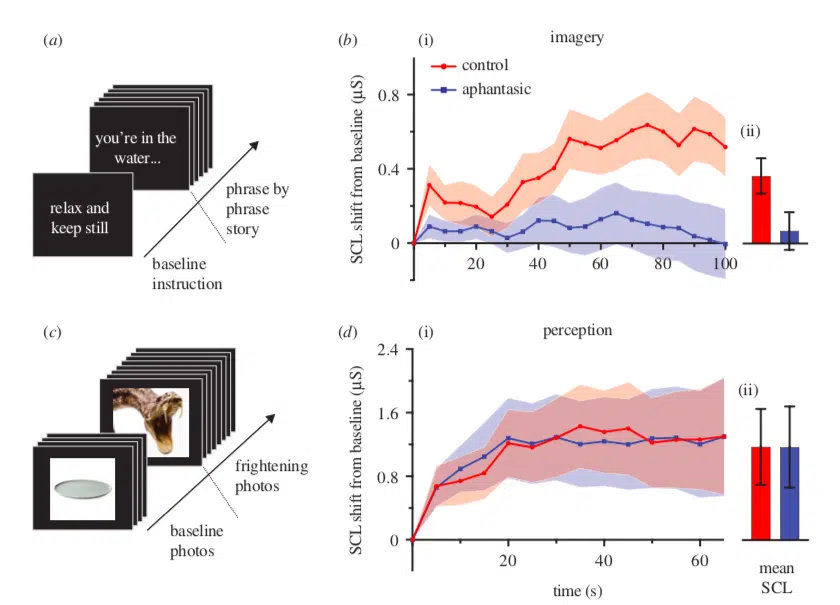 (a)
relax and
keep still
you're in the
water...
phrase by
phrase
story
baseline
instruction
(b)
(i)
imagery
control
aphantasic
SCL shift from baseline (µS)
0.8
0.4
0
20
40
60
80
100
(ii)
(c)
frightening
photos
baseline
photos
(d)
(i)
perception
SCL shift from baseline (µS)
2.4
1.6
0.8
0
20
40
60
time (s)
(ii)
mean
SCL